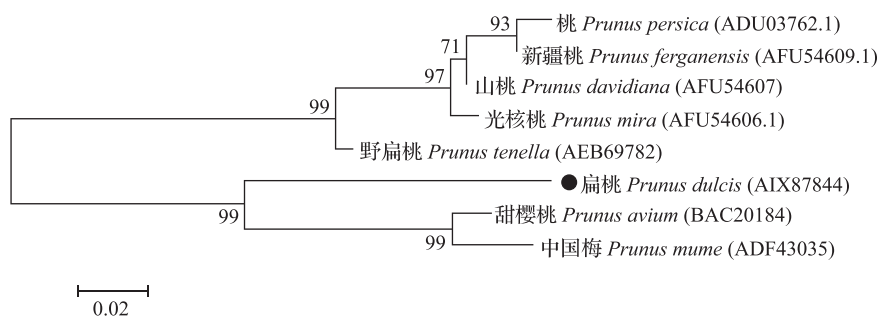 93
桃 Prunus persica (ADU03762.1)
71
新疆桃 Prunus ferganensis (AFU54609.1)
97
山桃 Prunus davidiana (AFU54607)
99
光核桃 Prunus mira (AFU54606.1)
野扁桃 Prunus tenella (AEB69782)
扁桃 Prunus dulcis (AIX87844)
99
甜樱桃 Prunus avium (BAC20184)
99
中国梅 Prunus mume (ADF43035)
0.02